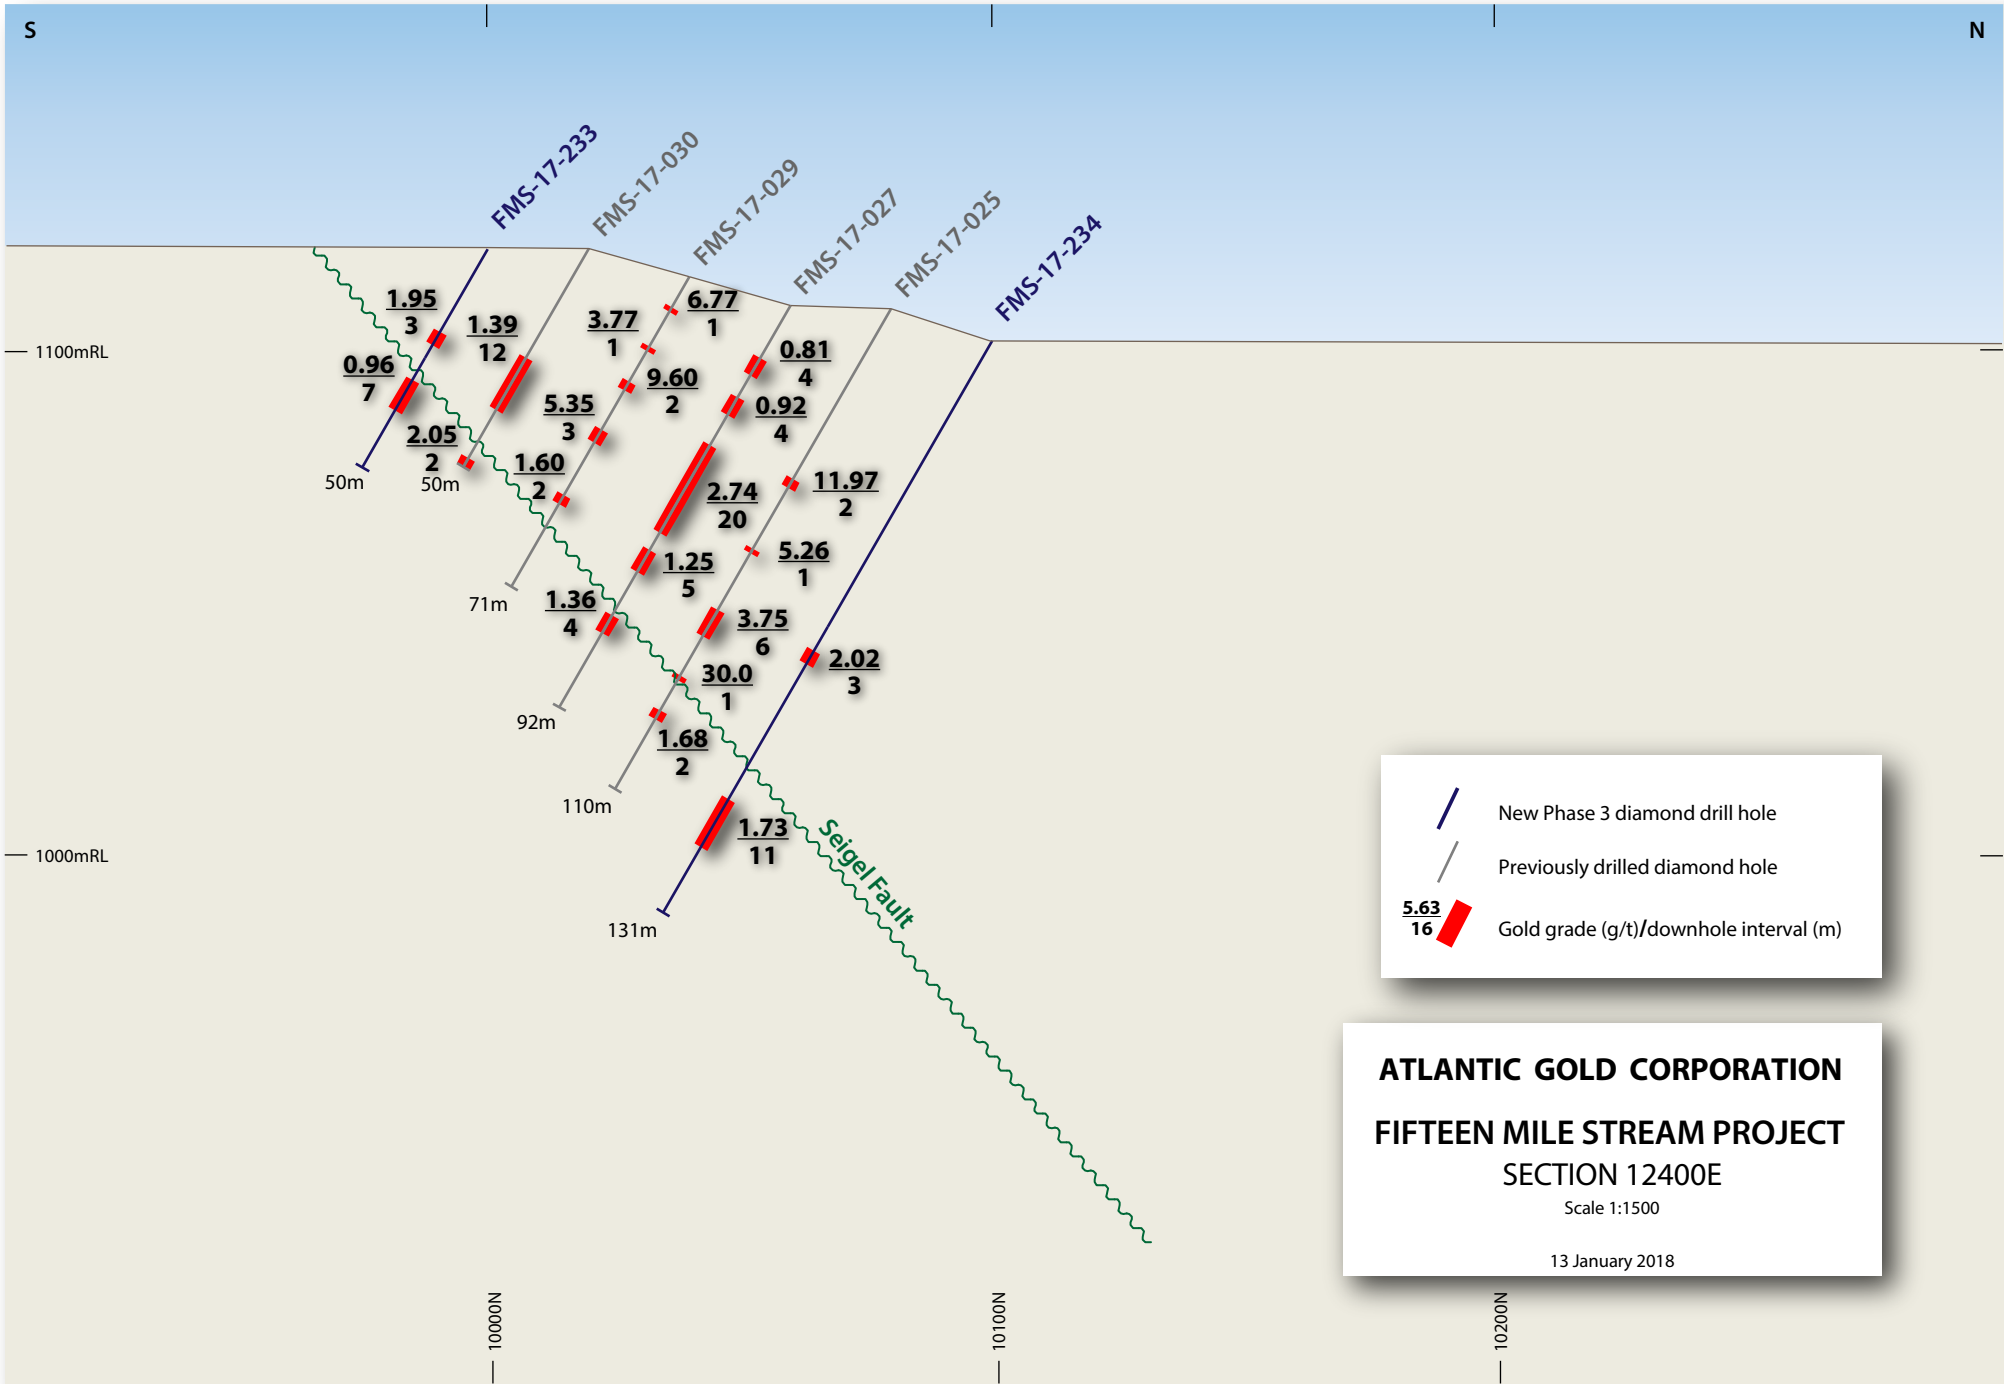 S
N
FMS-17-233
FMS-17-030
FMS-17-029
FMS-17-027
FMS-17-025
FMS-17-234
1100mRL
1000mRL
1.95
3
0.96
7
50m
1.39
12
2.05
2
50m
6.77
1
3.77
1
9.60
2
5.35
3
1.60
2
71m
0.81
4
0.92
4
2.74
20
1.25
5
1.36
4
92m
11.97
2
5.26
1
3.75
6
30.0
1
1.68
2
110m
2.02
3
1.73
11
131m
Seigel Fault
New Phase 3 diamond drill hole
Previously drilled diamond hole
5.63
16
Gold grade (g/t)/downhole interval (m)
ATLANTIC GOLD CORPORATION
FIFTEEN MILE STREAM PROJECT
SECTION 12400E
Scale 1:1500
13 January 2018
10000N
10100N
10200N